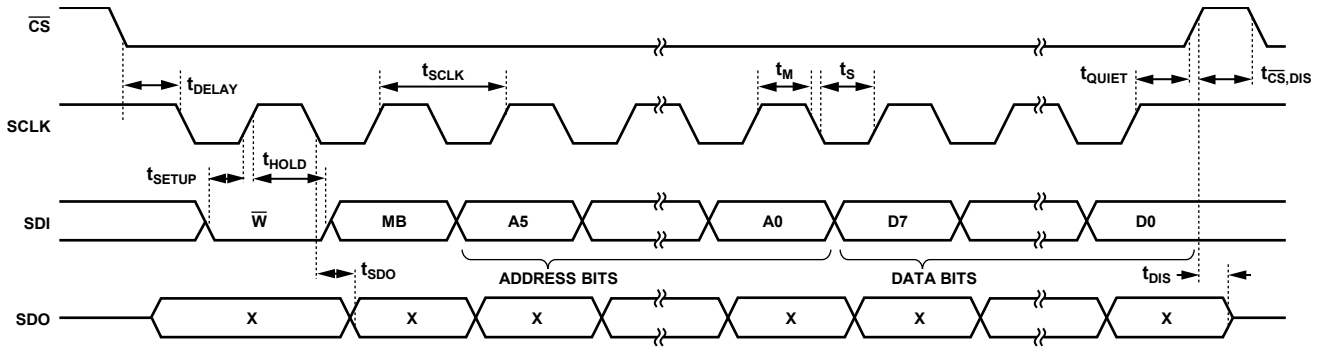 CS
tDELAY
tSCLK
tM
tS
tQUIET
tCS,DIS
SCLK
tSETUP
tHOLD
SDI
W
MB
A5
A0
D7
D0
tSDO
ADDRESS BITS
DATA BITS
tDIS
SDO
X
X
X
X
X
X